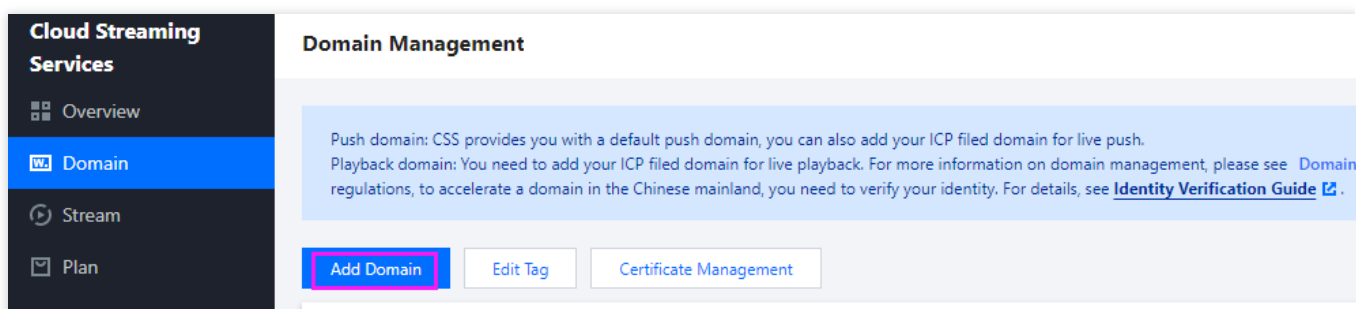 Cloud Streaming
Services
Overview
Domain
Stream
Plan
Domain Management
Push domain: CSS provides you with a default push domain, you can also add your ICP filed domain for live push.
Playback domain: You need to add your ICP filed domain for live playback. For more information on domain management, please see Domain
regulations, to accelerate a domain in the Chinese mainland, you need to verify your identity. For details, see Identity Verification Guide.
Add Domain Edit Tag Certificate Management